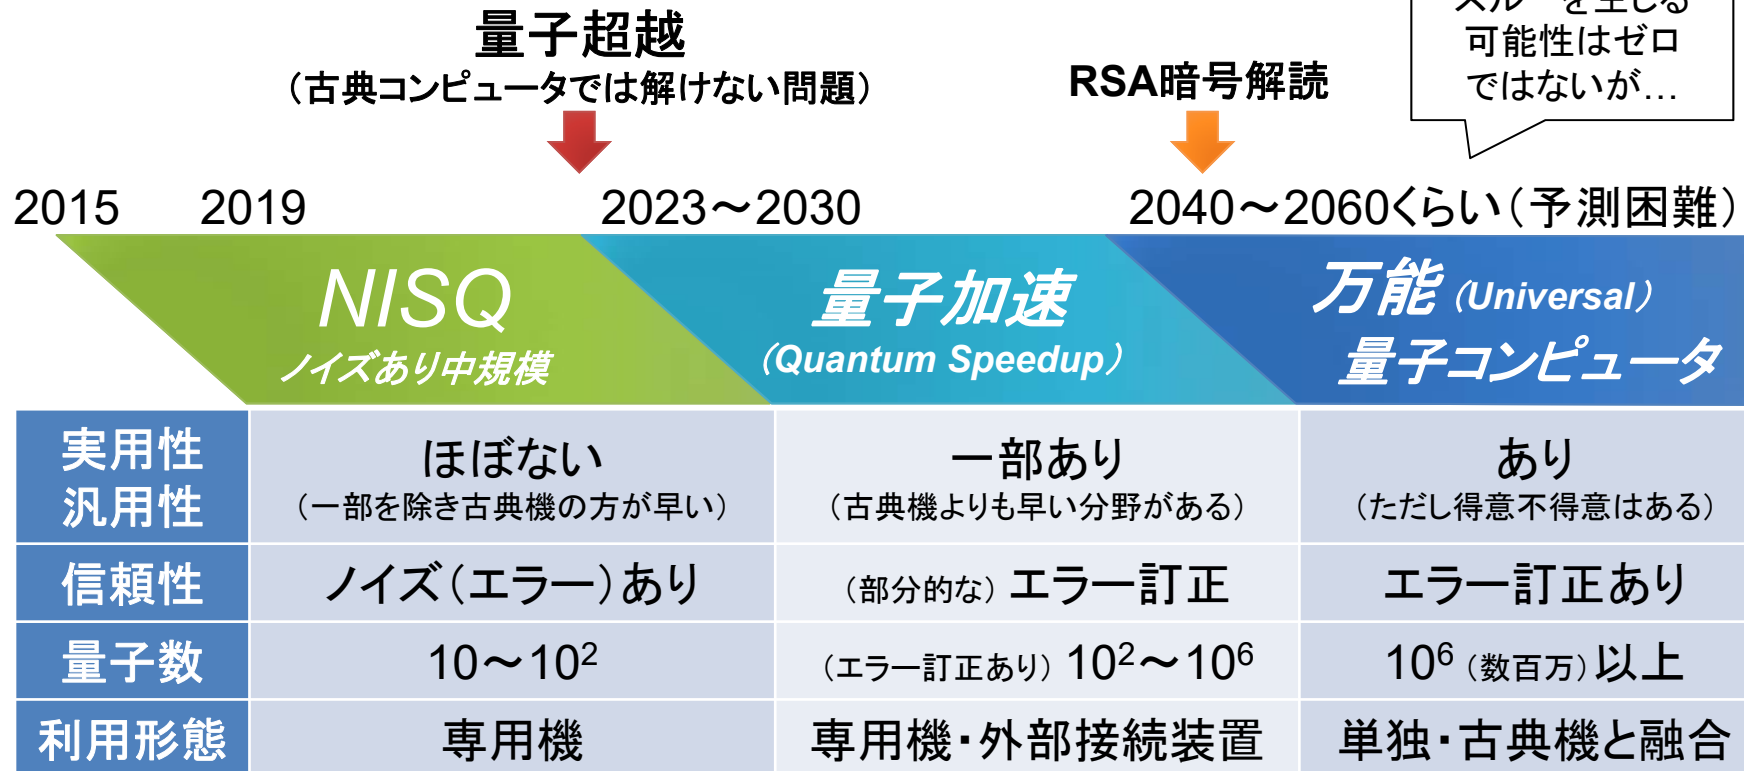 量子超越
（古典コンピュータでは解けない問題）
RSA暗号解読
可能性はゼロ
ではないが…
2015 2019 2023～2030 2040～2060くらい（予測困難）
NISQ
ノイズあり中規模
量子加速
（Quantum Speedup）
万能（Universal）
量子コンピュータ
実用性
汎用性
ほぼない
（一部を除き古典機の方が早い）
一部あり
（古典機よりも早い分野がある）
あり
（ただし得意不得意はある）
信頼性 ノイズ（エラー）あり （部分的な）エラー訂正 エラー訂正あり
量子数 10～10² （エラー訂正あり）10²～10⁶ 10⁶（数百万）以上
利用形態 専用機 専用機・外部接続装置 単独・古典機と融合